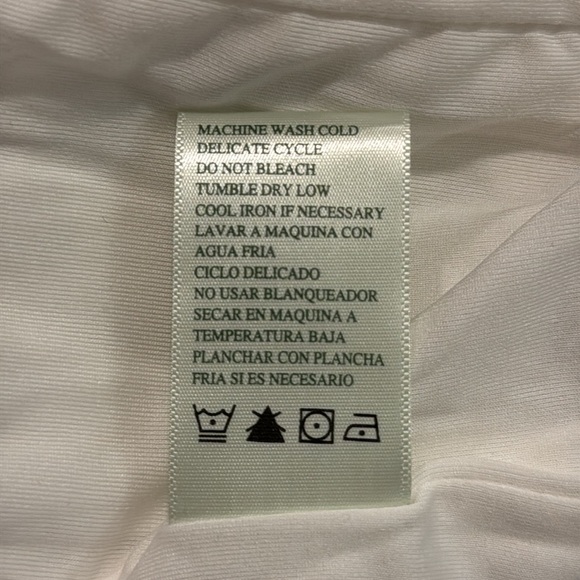 MACHINE WASH COLD
DELICATE CYCLE
DO NOT BLEACH
TUMBLE DRY LOW
COOL IRON IF NECESSARY
LAVAR A MAQUINA CON
AGUA FRIA
CICLO DELICADO
NO USAR BLANQUEADOR
SECAR EN MAQUINA A
TEMPERATURA BAJA
PLANCHAR CON PLANCHA
FRIA SI ES NECESARIO